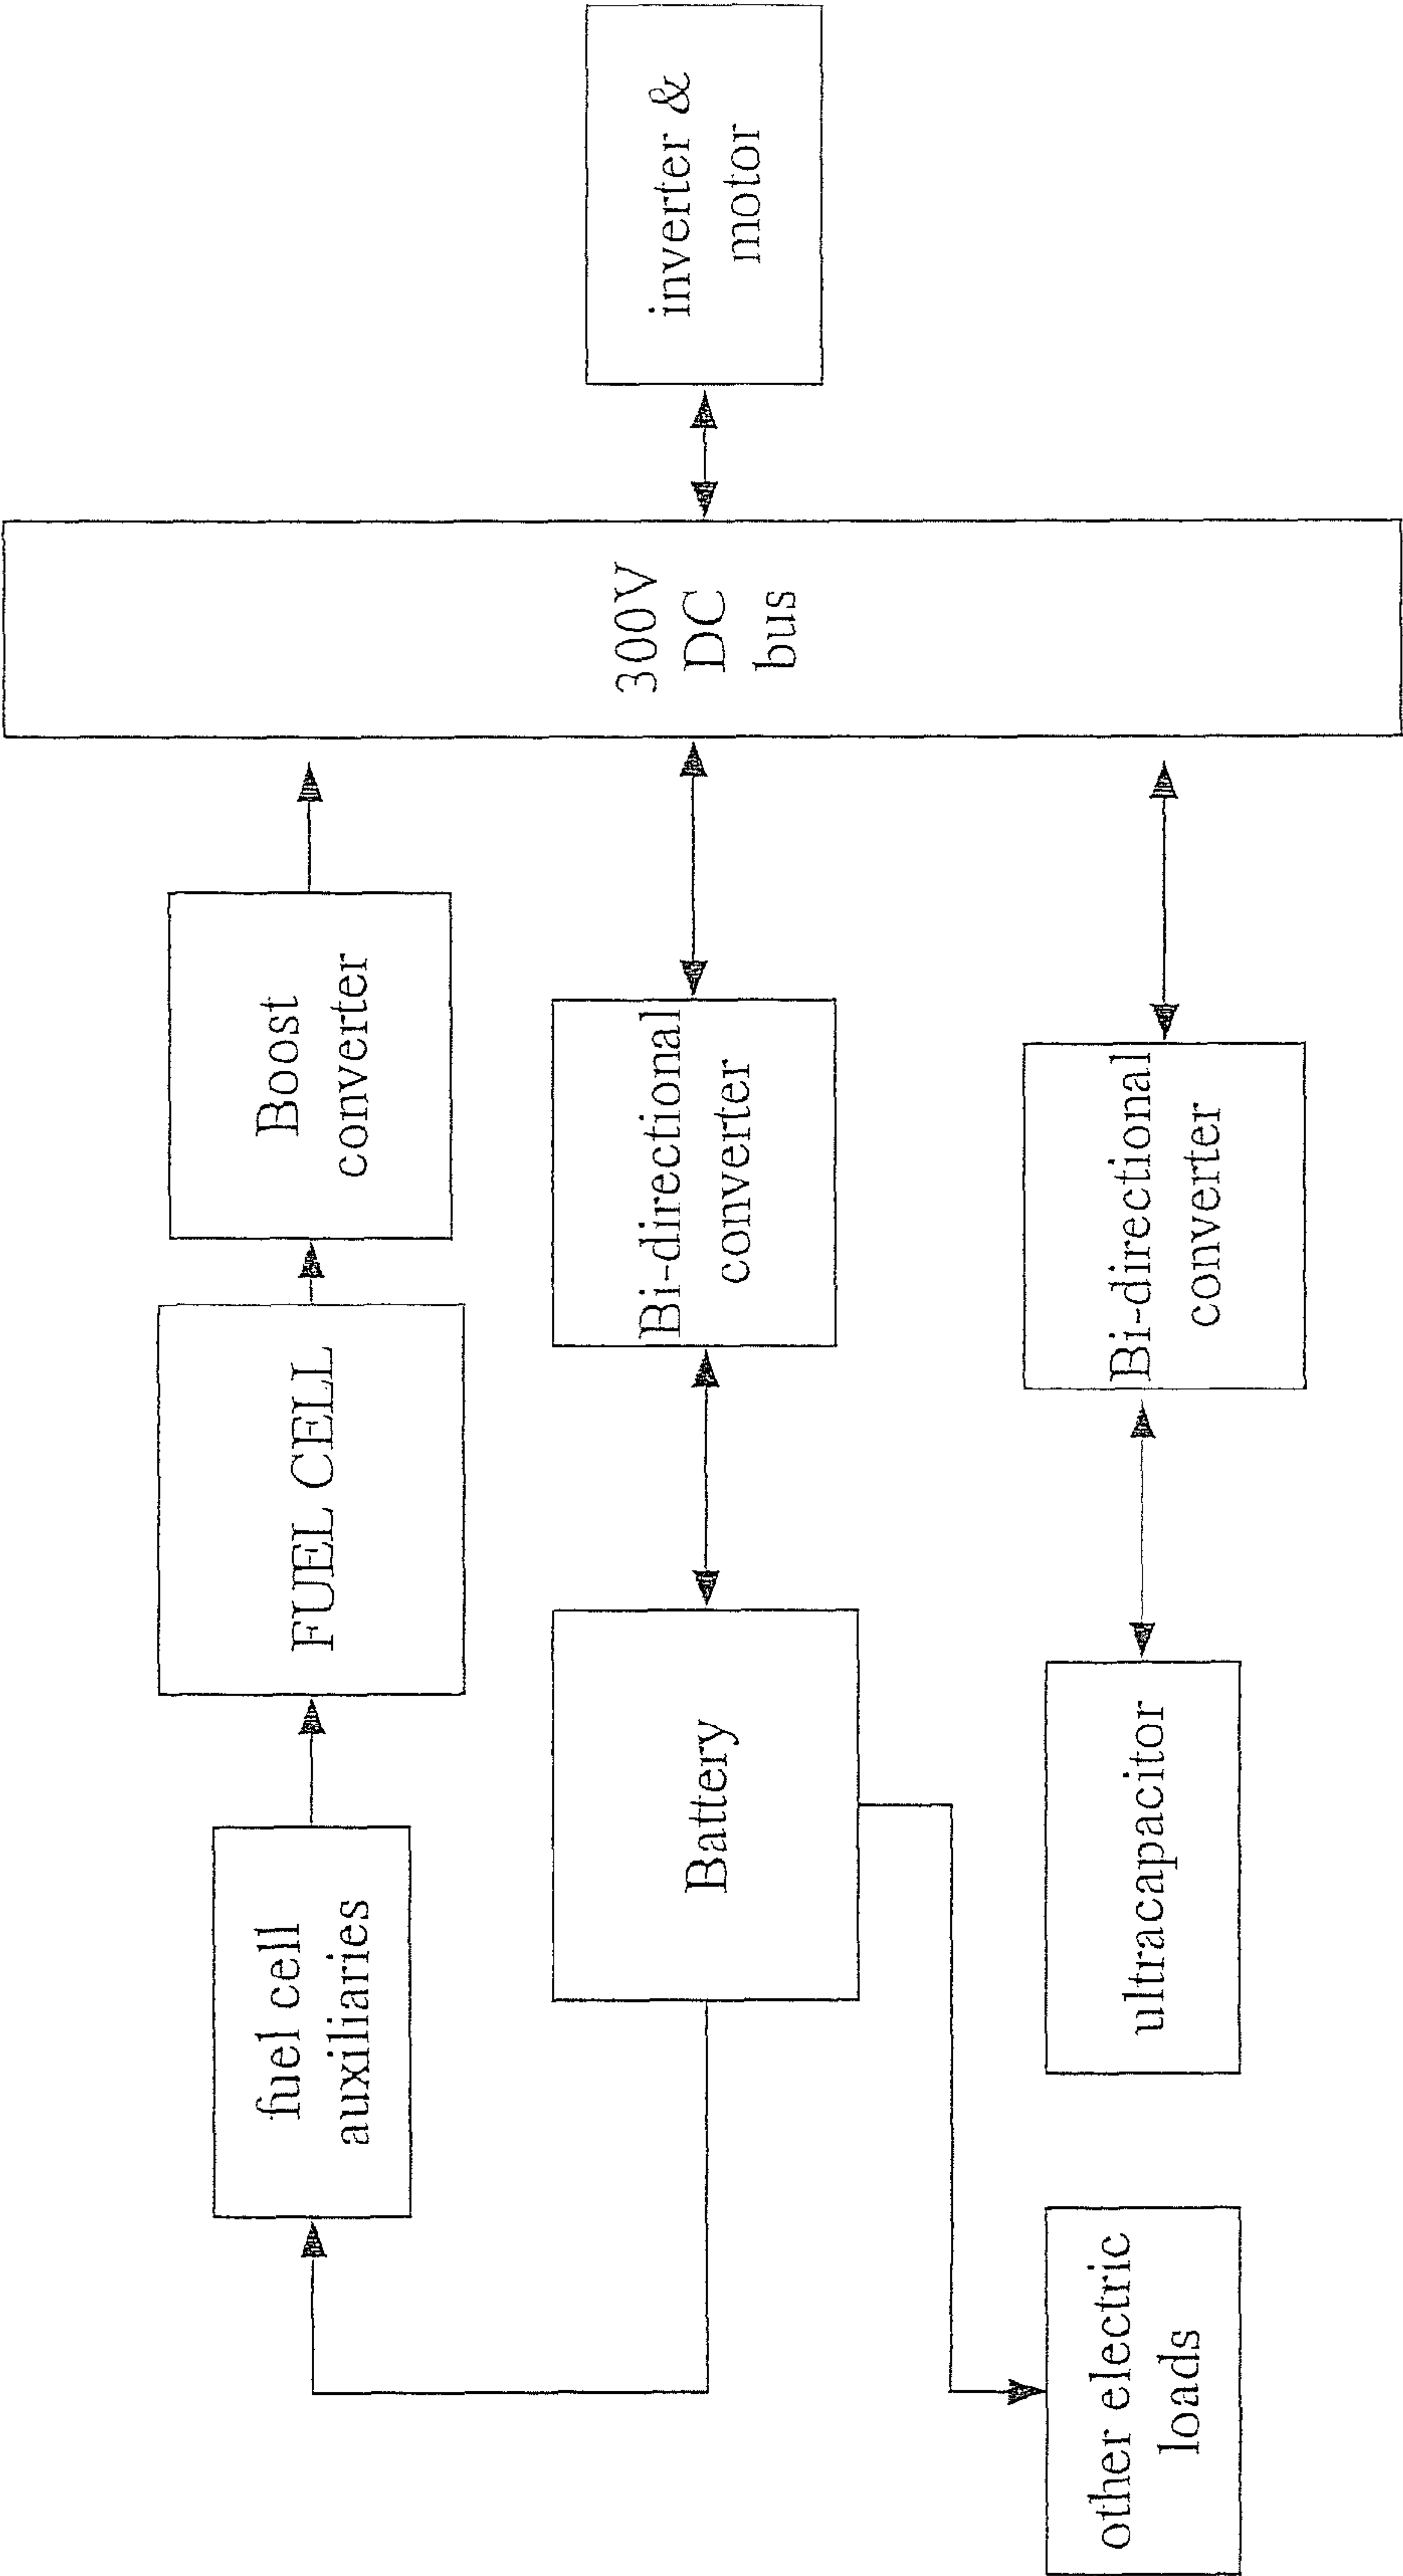 fuel cell
auxiliaries
FUEL CELL
Boost
converter
Battery
Bi-directional
converter
other electric
loads
ultracapacitor
Bi-directional
converter
300V
DC
bus
inverter &
motor